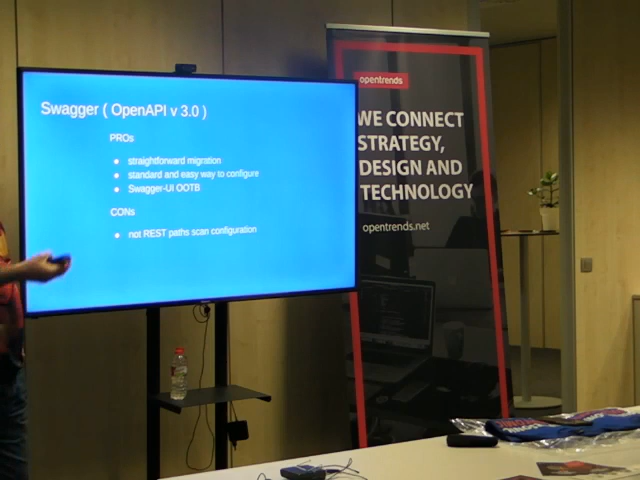 Swagger ( OpenAPI v 3.0 )
PROs
● straightforward migration
● standard and easy way to configure
● Swagger-UI OOTB
CONs
● not REST paths scan configuration
opentrends
WE CONNECT
STRATEGY,
DESIGN AND
TECHNOLOGY
opentrends.net